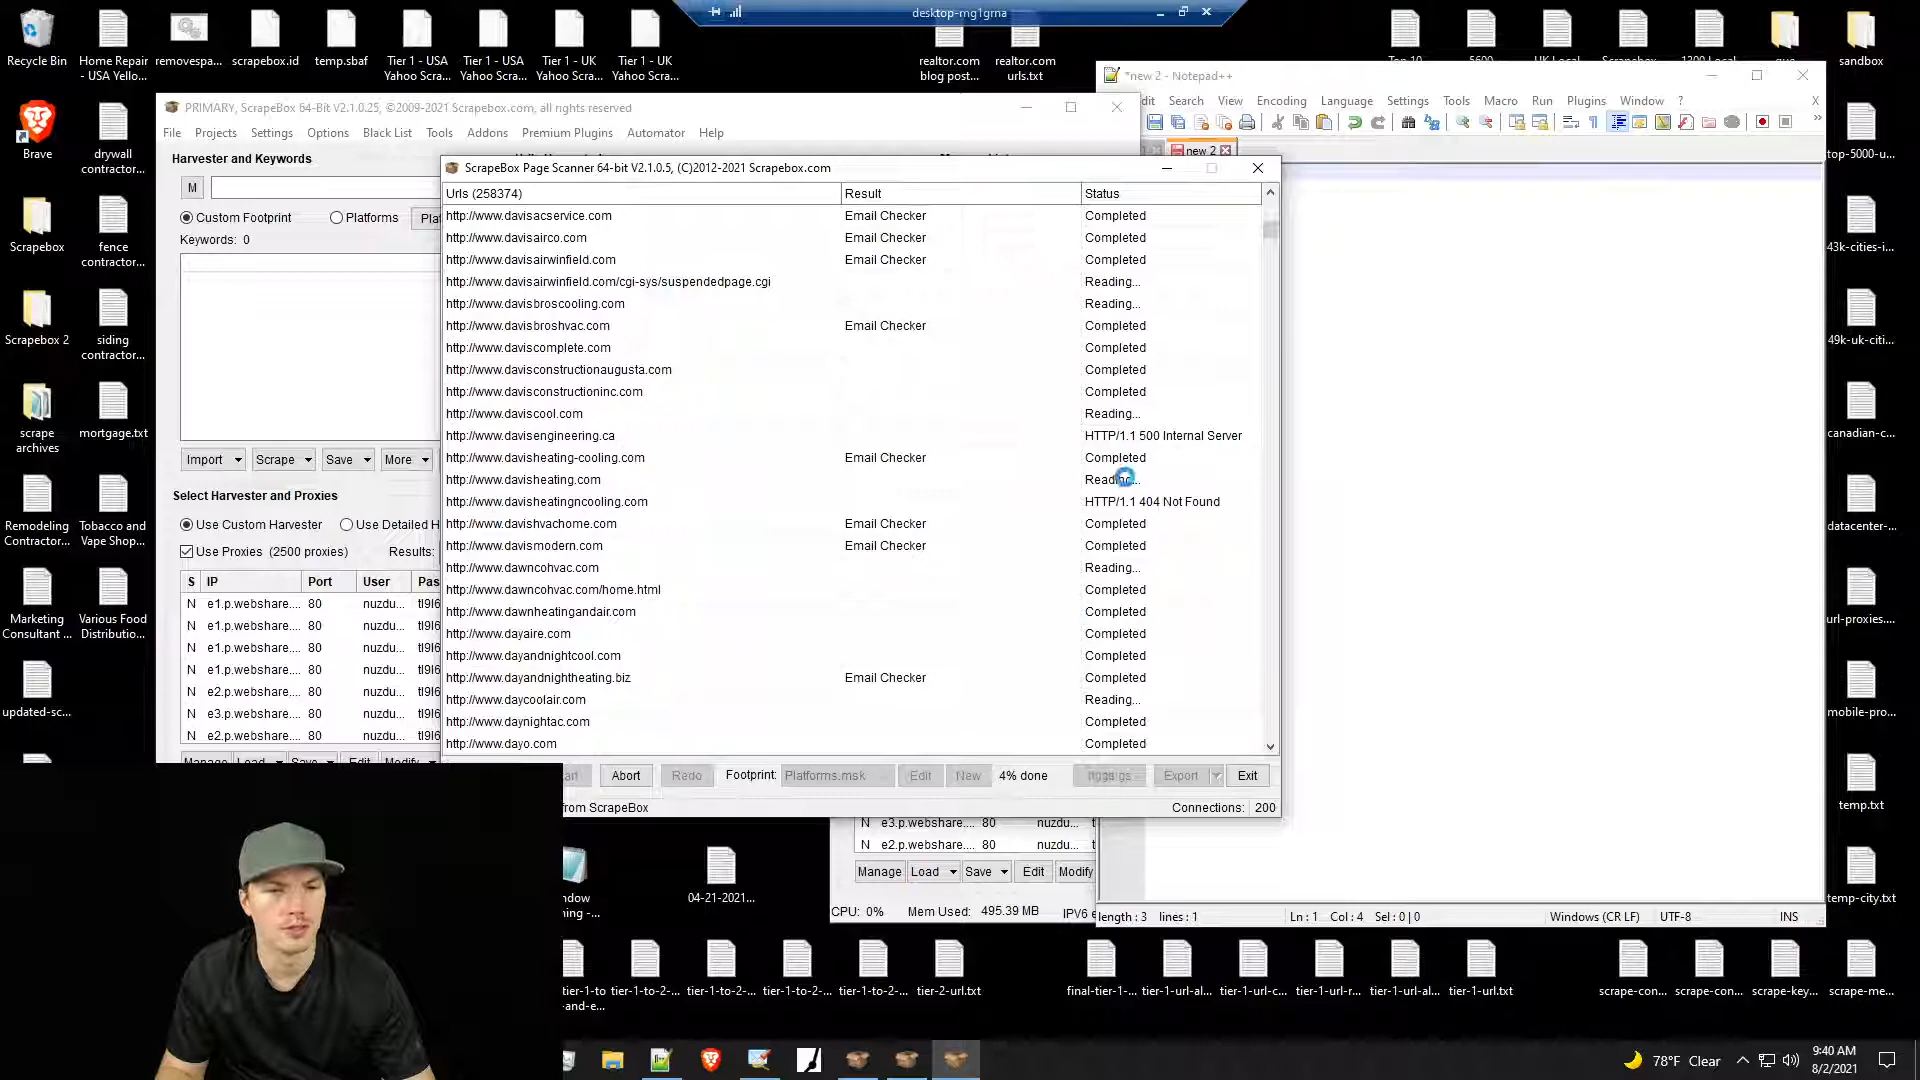 desktop-mg1grna
Recycle Bin
Home Repair - USA Yello...
removespa...
scrapebox.id
temp.sbaf
Tier 1 - USA Yahoo Scra...
Tier 1 - USA Yahoo Scra...
Tier 1 - UK Yahoo Scra...
Tier 1 - UK Yahoo Scra...
realtor.com blog post...
realtor.com urls.txt
sandbox
Brave
drywall contractor...
Scrapebox
fence contractor...
Scrapebox 2
siding contractor...
scrape archives
mortgage.txt
Remodeling Contractor...
Tobacco and Vape Shop...
Marketing Consultant ...
Various Food Distributio...
updated-sc...
PRIMARY, ScrapeBox 64-Bit V2.1.0.25, ©2009-2021 Scrapebox.com, all rights reserved
File Projects Settings Options Black List Tools Addons Premium Plugins Automator Help
Harvester and Keywords
M
Custom Footprint Platforms
Keywords: 0
Import Scrape Save More
Select Harvester and Proxies
Use Custom Harvester Use Detailed H
Use Proxies (2500 proxies) Results:
S IP Port User Pas
N e1.p.webshare.... 80 nuzdu... tl9l6
N e1.p.webshare.... 80 nuzdu... tl9l6
N e1.p.webshare.... 80 nuzdu... tl9l6
N e1.p.webshare.... 80 nuzdu... tl9l6
N e2.p.webshare.... 80 nuzdu... tl9l6
N e3.p.webshare.... 80 nuzdu... tl9l6
N e2.p.webshare.... 80 nuzdu... tl9l6
ScrapeBox Page Scanner 64-bit V2.1.0.5, (C)2012-2021 Scrapebox.com
Urls (258374) Result Status
http://www.davisacservice.com Email Checker Completed
http://www.davisairco.com Email Checker Completed
http://www.davisairwinfield.com Email Checker Completed
http://www.davisairwinfield.com/cgi-sys/suspendedpage.cgi Reading...
http://www.davisbroscooling.com Reading...
http://www.davisbroshvac.com Email Checker Completed
http://www.daviscomplete.com Completed
http://www.davisconstructionaugusta.com Completed
http://www.davisconstructioninc.com Completed
http://www.daviscool.com Reading...
http://www.davisengineering.ca HTTP/1.1 500 Internal Server
http://www.davisheating-cooling.com Email Checker Completed
http://www.davisheating.com Reading...
http://www.davisheatingncooling.com HTTP/1.1 404 Not Found
http://www.davishvachome.com Email Checker Completed
http://www.davismodern.com Email Checker Completed
http://www.dawncohvac.com Reading...
http://www.dawncohvac.com/home.html Completed
http://www.dawnheatingandair.com Completed
http://www.dayaire.com Completed
http://www.dayandnightcool.com Completed
http://www.dayandnightheating.biz Email Checker Completed
http://www.daycoolair.com Reading...
http://www.daynightac.com Completed
http://www.dayo.com Completed
Abort Redo Footprint: Platforms.msk Edit New 4% done Export Exit
from ScrapeBox Connections: 200
*new 2 - Notepad++
dit Search View Encoding Language Settings Tools Macro Run Plugins Window ? X
new 2
length : 3 lines : 1 Ln : 1 Col : 4 Sel : 0 | 0 Windows (CR LF) UTF-8 INS
N e3.p.webshare.... 80 nuzdu...
N e2.p.webshare.... 80 nuzdu...
Manage Load Save Edit Modify
CPU: 0% Mem Used: 495.39 MB IPV6
top-5000-u...
43k-cities-i...
49k-uk-citi...
canadian-c...
datacenter-...
url-proxies....
mobile-pro...
temp.txt
temp-city.txt
04-21-2021...
tier-1-to
-and-e...
tier-1-to-2-...
tier-1-to-2-...
tier-1-to-2-...
tier-1-to-2-...
tier-2-url.txt
final-tier-1-...
tier-1-url-al...
tier-1-url-c...
tier-1-url-r...
tier-1-url-al...
tier-1-url.txt
scrape-con...
scrape-con...
scrape-key...
scrape-me...
78°F Clear
9:40 AM
8/2/2021